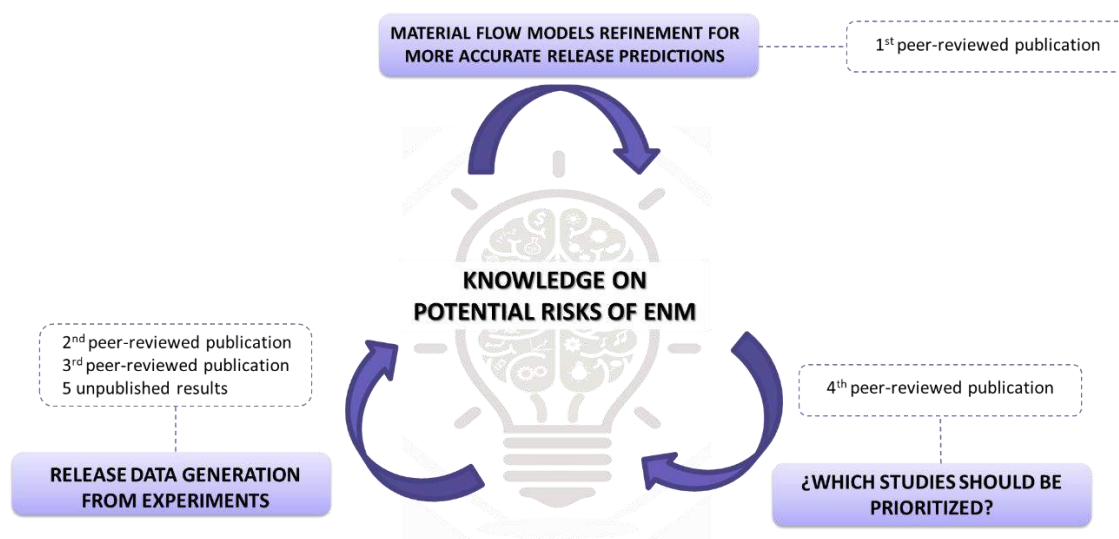 MATERIAL FLOW MODELS REFINEMENT FOR
MORE ACCURATE RELEASE PREDICTIONS
1st peer-reviewed publication
KNOWLEDGE ON
POTENTIAL RISKS OF ENM
2nd peer-reviewed publication
3rd peer-reviewed publication
5 unpublished results
4th peer-reviewed publication
RELEASE DATA GENERATION
FROM EXPERIMENTS
¿WHICH STUDIES SHOULD BE
PRIORITIZED?